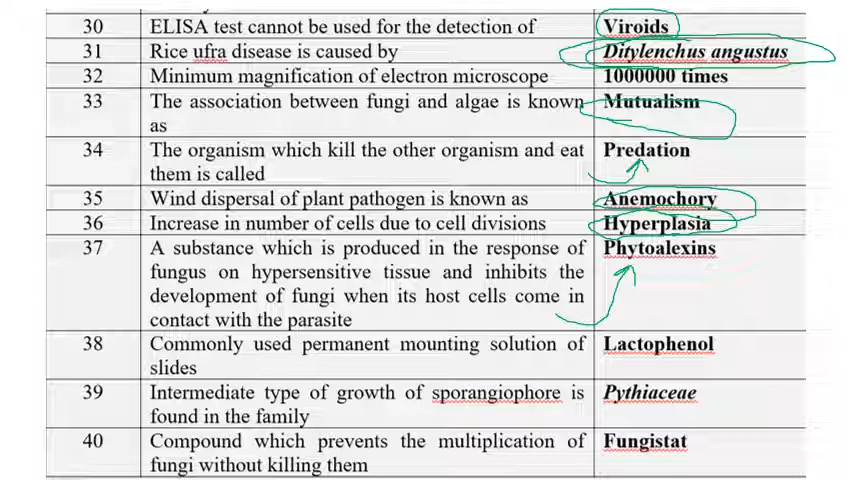 30 ELISA test cannot be used for the detection of Viroids
31 Rice ufra disease is caused by Ditylenchus angustus
32 Minimum magnification of electron microscope 1000000 times
33 The association between fungi and algae is known Mutualism
as
34 The organism which kill the other organism and eat Predation
them is called
35 Wind dispersal of plant pathogen is known as Anemochory
36 Increase in number of cells due to cell divisions Hyperplasia
37 A substance which is produced in the response of Phytoalexins
fungus on hypersensitive tissue and inhibits the
development of fungi when its host cells come in
contact with the parasite
38 Commonly used permanent mounting solution of Lactophenol
slides
39 Intermediate type of growth of sporangiophore is Pythiaceae
found in the family
40 Compound which prevents the multiplication of Fungistat
fungi without killing them